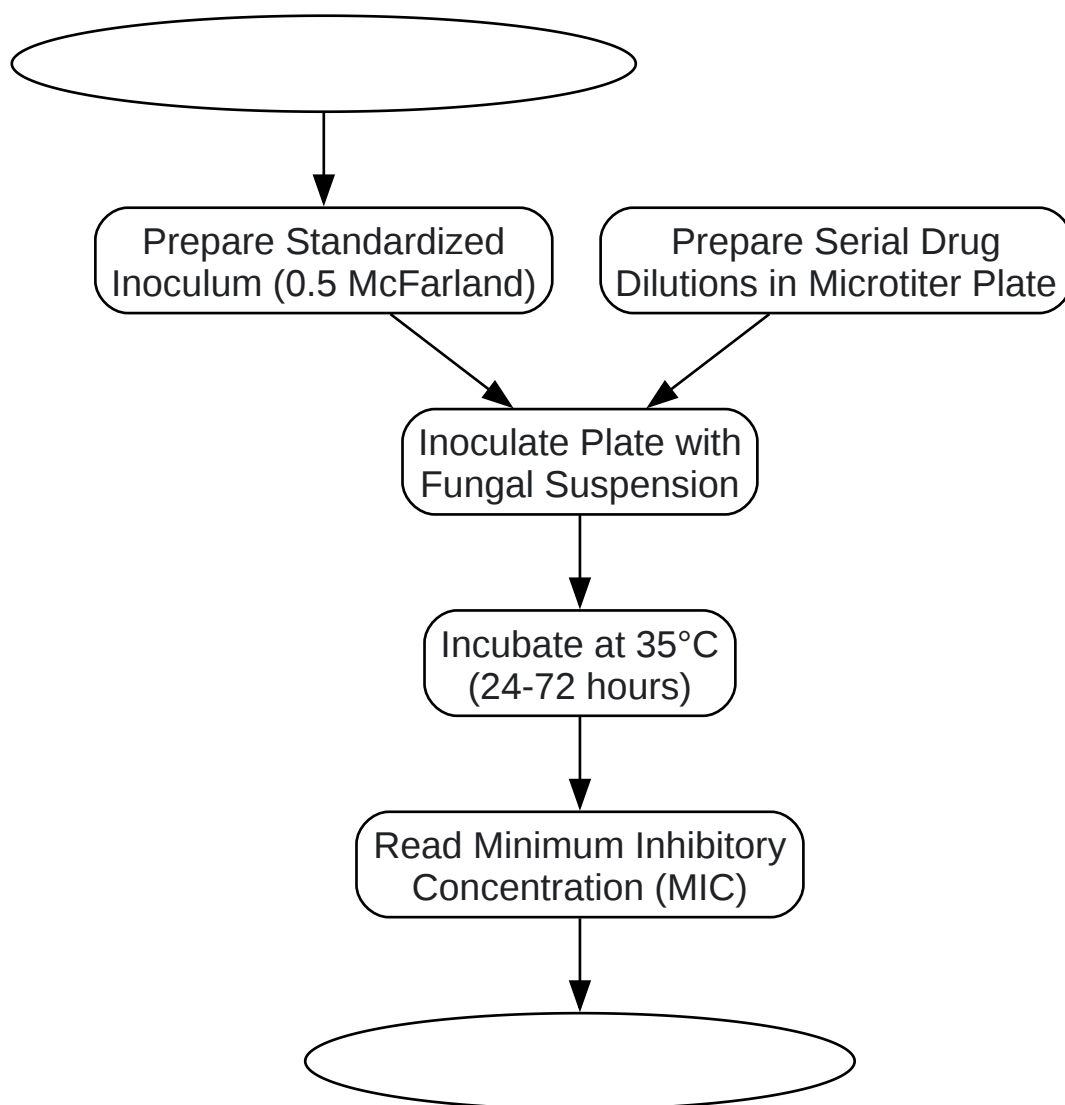 Prepare Standardized
Inoculum (0.5 McFarland)
Prepare Serial Drug
Dilutions in Microtiter Plate
Inoculate Plate with
Fungal Suspension
Incubate at 35°C
(24-72 hours)
Read Minimum Inhibitory
Concentration (MIC)